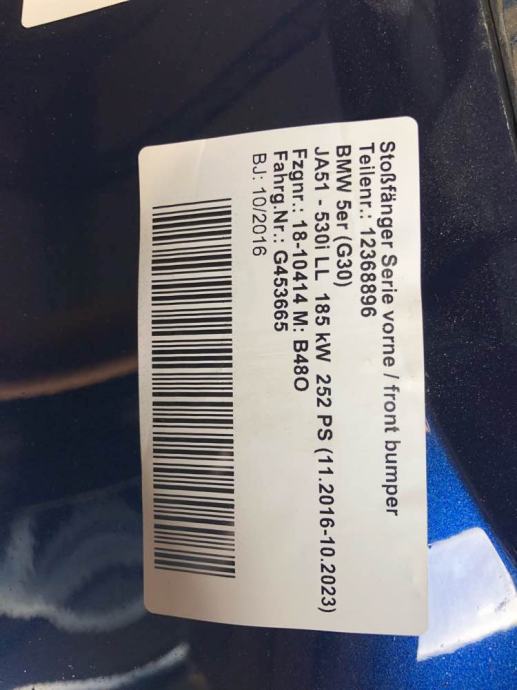 Stoßfänger Serie vorne / front bumper
Teilenr.: 12368896
BMW 5er (G30)
JA51 - 530i LL  185 kW  252 PS (11.2016-10.2023)
Fzgnr.: 18-10414 M: B48O
Fahrg.Nr.: G453665
BJ: 10/2016